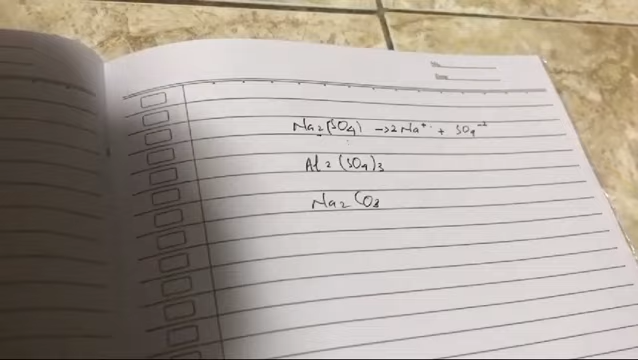 Na₂(SO₄) → 2Na⁺ + SO₄⁻²
Al₂(SO₄)₃
Na₂CO₃